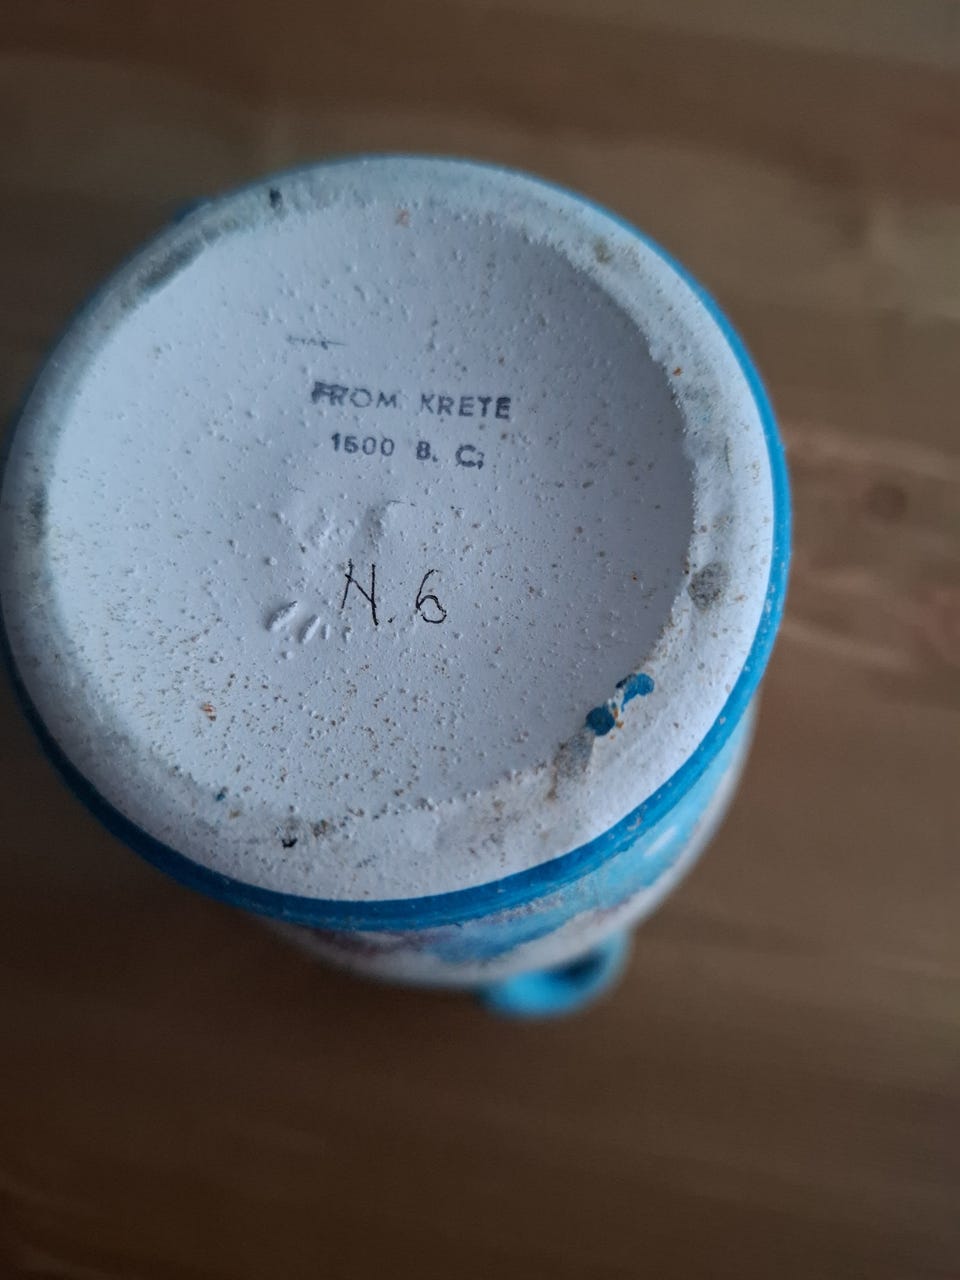 FROM KRETE
1500 B. C.
N. 6